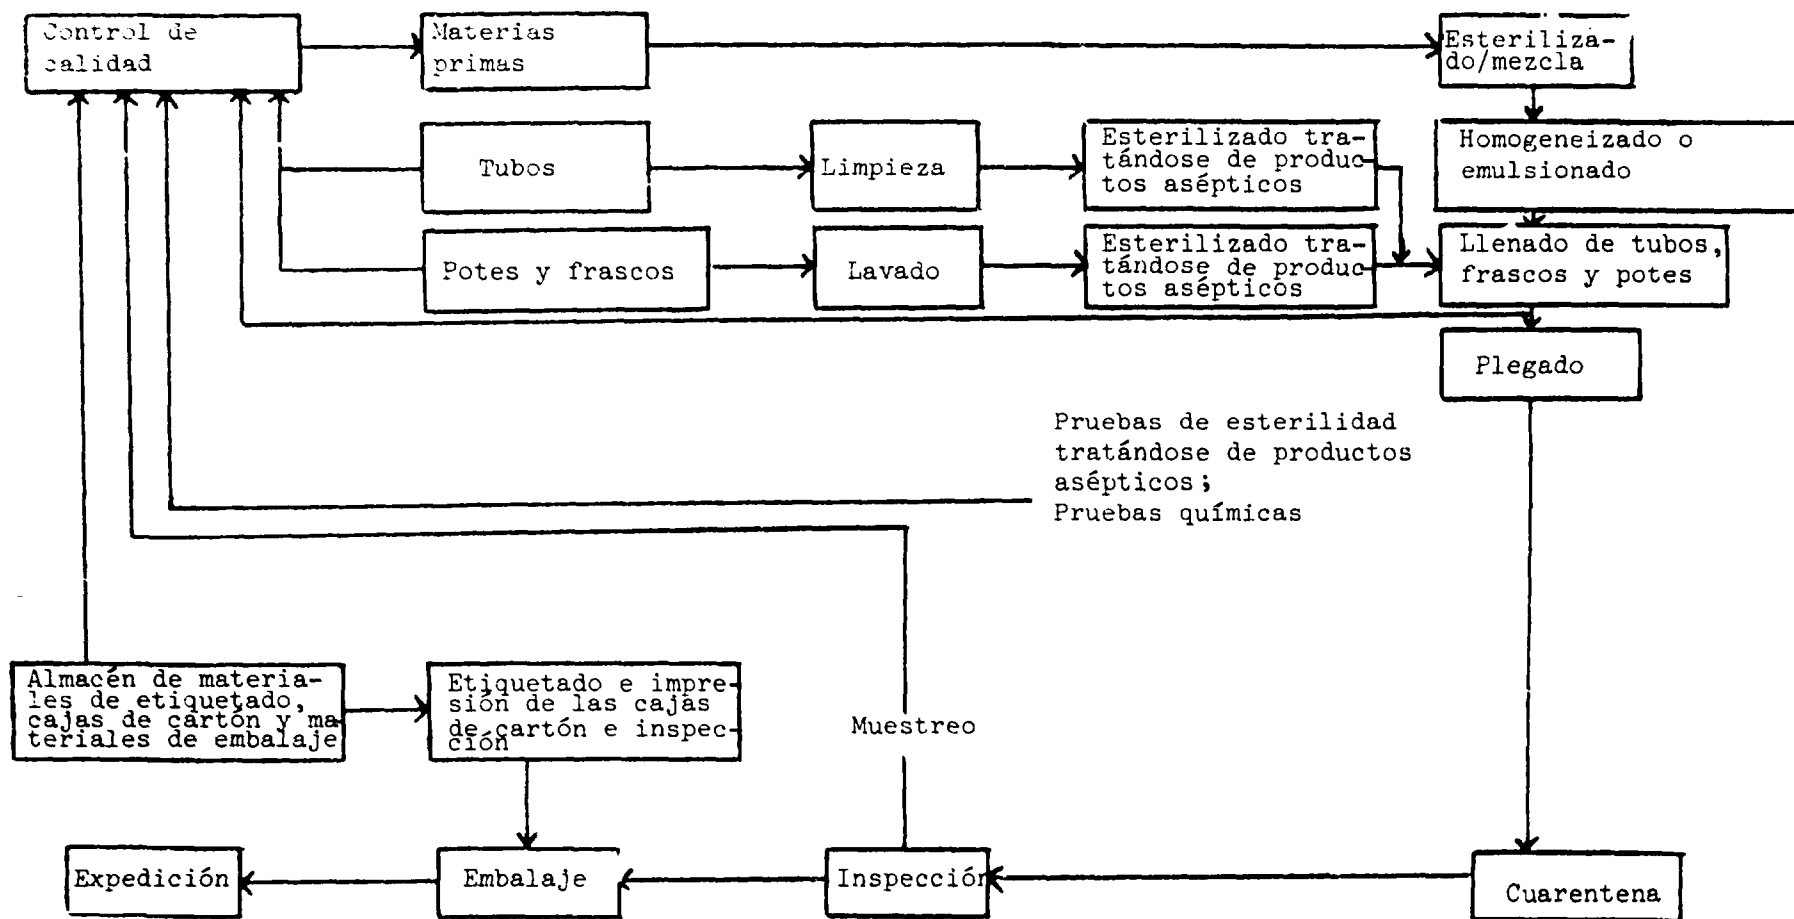 Control de
calidad
Materias
primas
Esteriliza-
do/mezcla
Tubos
Limpieza
Esterilizado tra-
tándose de produc-
tos asépticos
Homogeneizado o
emulsionado
Potes y frascos
Lavado
Esterilizado tra-
tándose de produc-
tos asépticos
Llenado de tubos,
frascos y potes
Plegado
Pruebas de esterilidad
tratándose de productos
asépticos;
Pruebas químicas
Almacén de materia-
les de etiquetado,
cajas de cartón y ma-
teriales de embalaje
Etiquetado e impre-
sión de las cajas
de cartón e inspec-
ción
Muestreo
Expedición
Embalaje
Inspección
Cuarentena